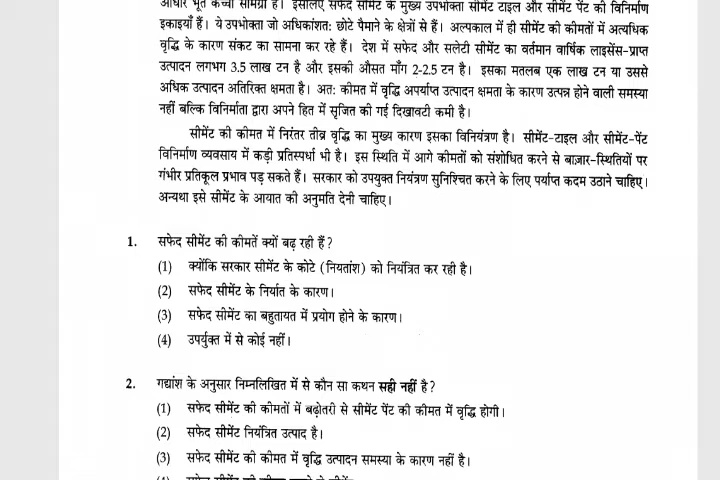 आधार भूत कच्ची सामग्री है। इसलिए सफेद सीमेंट के मुख्य उपभोक्ता सीमेंट टाइल और सीमेंट पेंट की विनिर्माण
इकाइयाँ हैं। ये उपभोक्ता जो अधिकांशत: छोटे पैमाने के क्षेत्रों से हैं। अल्पकाल में ही सीमेंट की कीमतों में अत्यधिक
वृद्धि के कारण संकट का सामना कर रहे हैं। देश में सफेद और सलेटी सीमेंट का वर्तमान वार्षिक लाइसेंस-प्राप्त
उत्पादन लगभग 3.5 लाख टन है और इसकी औसत माँग 2-2.5 टन है। इसका मतलब एक लाख टन या उससे
अधिक उत्पादन अतिरिक्त क्षमता है। अत: कीमत में वृद्धि अपर्याप्त उत्पादन क्षमता के कारण उत्पन्न होने वाली समस्या
नहीं बल्कि विनिर्माता द्वारा अपने हित में सृजित की गई दिखावटी कमी है।
सीमेंट की कीमत में निरंतर तीव्र वृद्धि का मुख्य कारण इसका विनियंत्रण है। सीमेंट-टाइल और सीमेंट-पेंट
विनिर्माण व्यवसाय में कड़ी प्रतिस्पर्धा भी है। इस स्थिति में आगे कीमतों को संशोधित करने से बाज़ार-स्थितियों पर
गंभीर प्रतिकूल प्रभाव पड़ सकते हैं। सरकार को उपयुक्त नियंत्रण सुनिश्चित करने के लिए पर्याप्त कदम उठाने चाहिए।
अन्यथा इसे सीमेंट के आयात की अनुमति देनी चाहिए।
1. सफेद सीमेंट की कीमतें क्यों बढ़ रही हैं?
(1) क्योंकि सरकार सीमेंट के कोटे (नियतांश) को नियंत्रित कर रही है।
(2) सफेद सीमेंट के निर्यात के कारण।
(3) सफेद सीमेंट का बहुतायत में प्रयोग होने के कारण।
(4) उपर्युक्त में से कोई नहीं।
2. गद्यांश के अनुसार निम्नलिखित में से कौन सा कथन सही नहीं है?
(1) सफेद सीमेंट की कीमतों में बढ़ोतरी से सीमेंट पेंट की कीमत में वृद्धि होगी।
(2) सफेद सीमेंट नियंत्रित उत्पाद है।
(3) सफेद सीमेंट की कीमत में वृद्धि उत्पादन समस्या के कारण नहीं है।